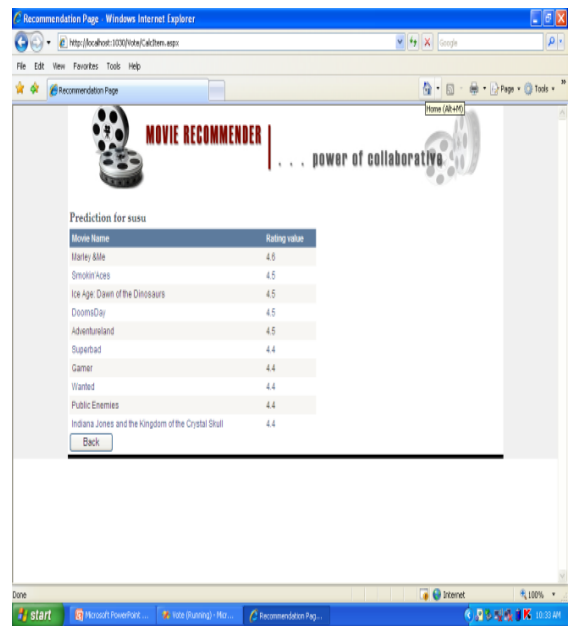 Recommendation Page - Windows Internet Explorer
http://localhost:1030/Vote/CalcItem.aspx
Google
File Edit View Favorites Tools Help
Recommendation Page
Page Tools »
Home (Alt+M)
MOVIE RECOMMENDER
. . . power of collaborative
Prediction for susu
Movie Name Rating value
Marley &Me 4.6
Smokin'Aces 4.5
Ice Age: Dawn of the Dinosaurs 4.5
DoomsDay 4.5
Adventureland 4.5
Superbad 4.4
Gamer 4.4
Wanted 4.4
Public Enemies 4.4
Indiana Jones and the Kingdom of the Crystal Skull 4.4
Back
Done Internet 100%
start Microsoft PowerPoint ... Vote (Running) - Micr... Recommendation Pag... 10:33 AM